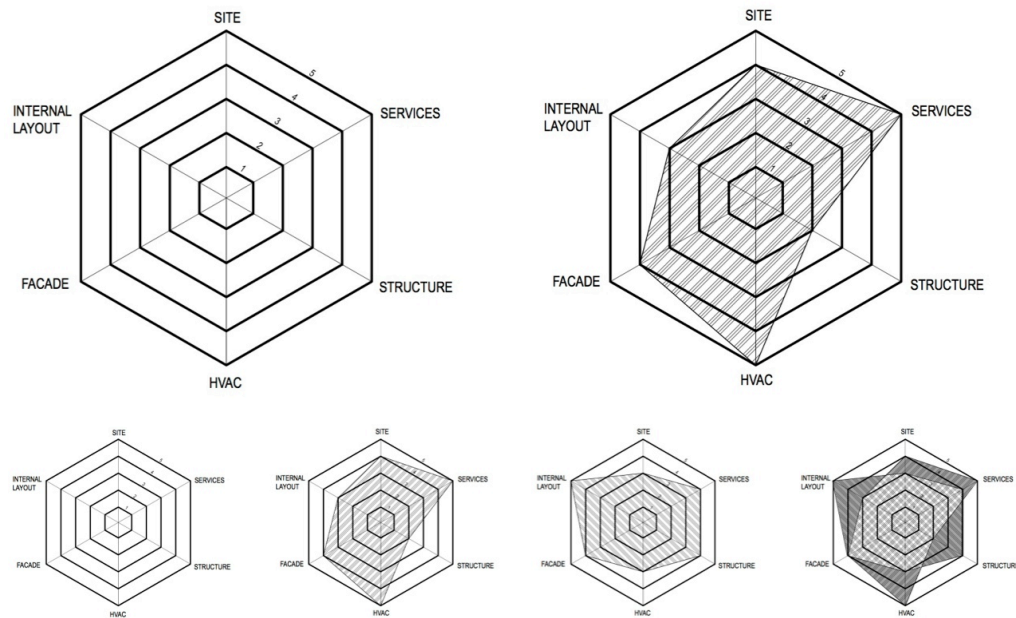 SITE
5
4
3
2
1
INTERNAL
LAYOUT
SERVICES
FACADE
STRUCTURE
HVAC
SITE
5
4
3
2
1
INTERNAL
LAYOUT
SERVICES
FACADE
STRUCTURE
HVAC
SITE
INTERNAL
LAYOUT
SERVICES
FACADE
STRUCTURE
HVAC
SITE
INTERNAL
LAYOUT
SERVICES
FACADE
STRUCTURE
HVAC
SITE
INTERNAL
LAYOUT
SERVICES
FACADE
STRUCTURE
HVAC
SITE
INTERNAL
LAYOUT
SERVICES
FACADE
STRUCTURE
HVAC